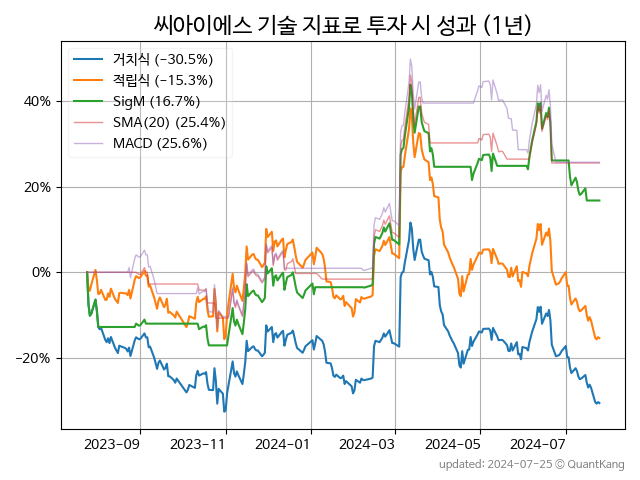 씨아이에스 기술 지표로 투자 시 성과 (1년)
거치식 (−30.5%)
적립식 (−15.3%)
SigM (16.7%)
SMA(20) (25.4%)
MACD (25.6%)
40%
20%
0%
−20%
2023-09 2023-11 2024-01 2024-03 2024-05 2024-07
updated: 2024-07-25 © QuantKang